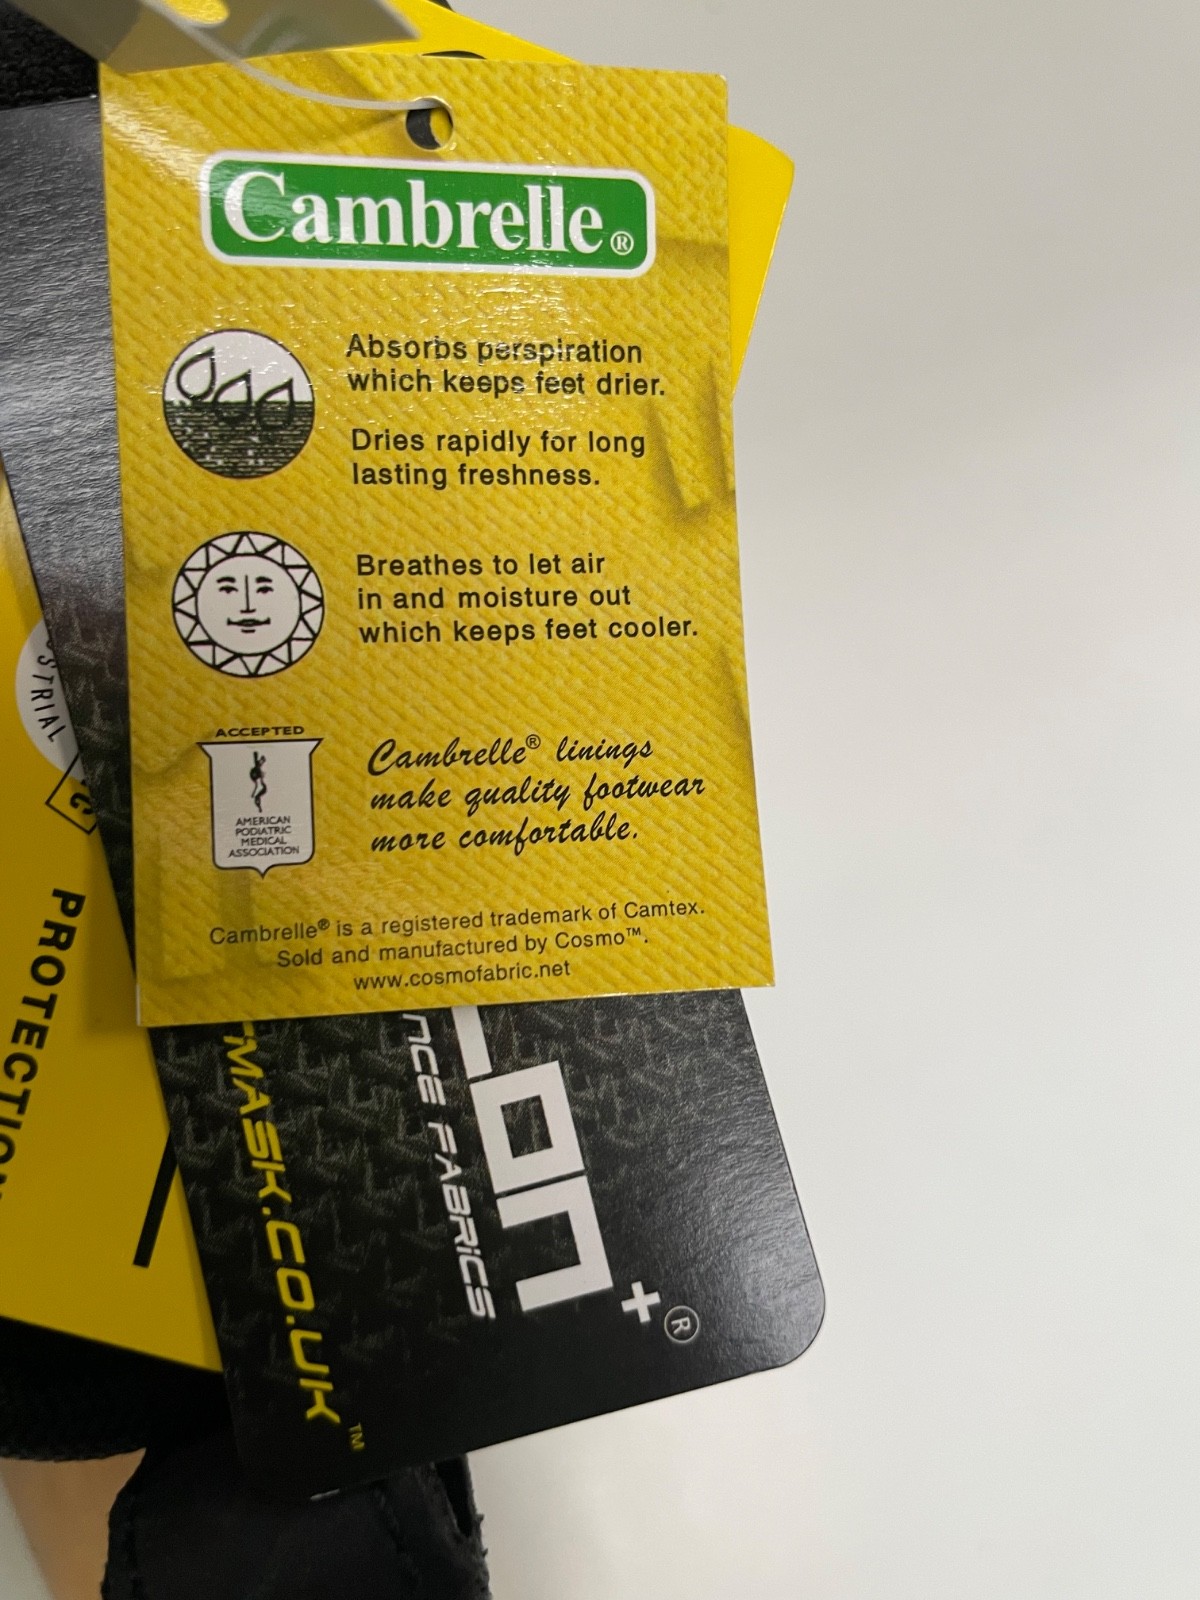 Cambrelle®
Absorbs perspiration
which keeps feet drier.
Dries rapidly for long
lasting freshness.
Breathes to let air
in and moisture out
which keeps feet cooler.
ACCEPTED
AMERICAN
PODIATRIC
MEDICAL
ASSOCIATION
Cambrelle® linings
make quality footwear
more comfortable.
Cambrelle® is a registered trademark of Camtex.
Sold and manufactured by Cosmo™.
www.cosmofabric.net
PROTECTION
FABRICS
MASK.CO.UK™
+®